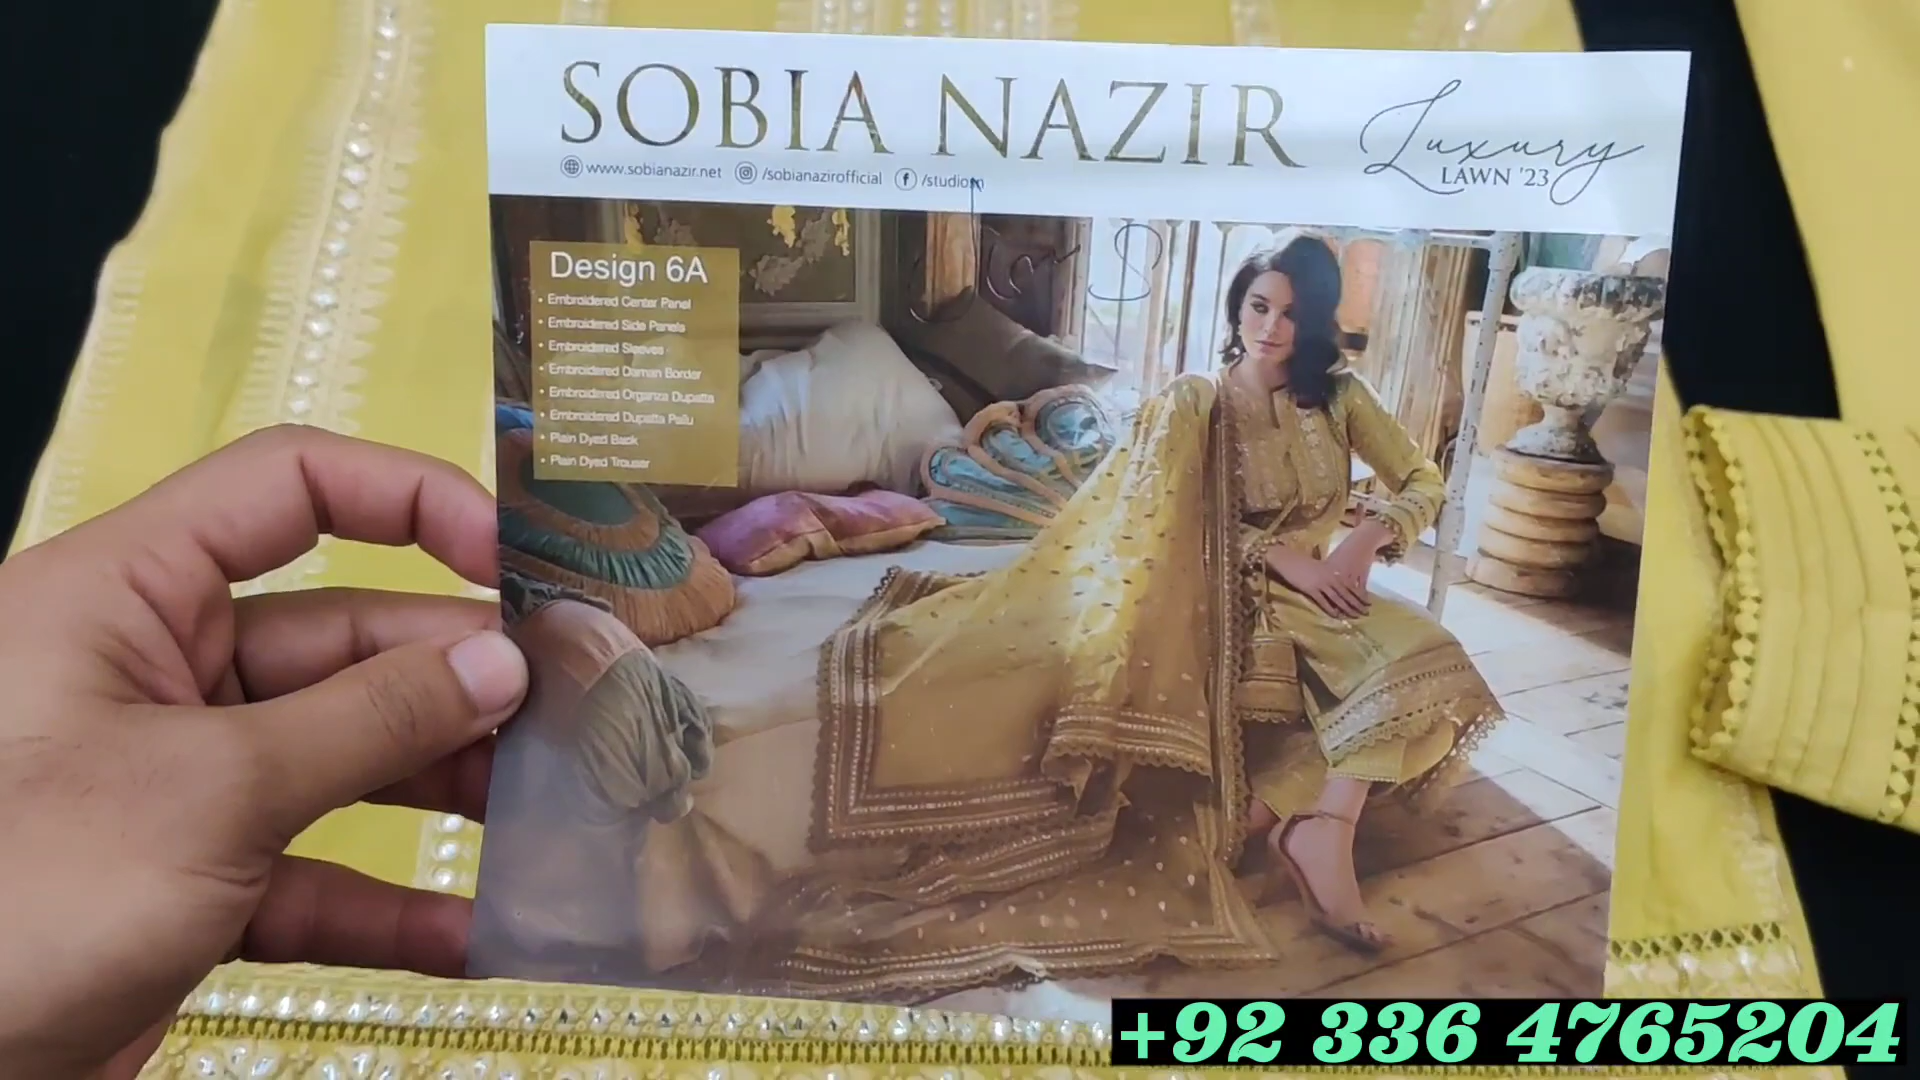 SOBIA NAZIR
Luxury
LAWN '23
www.sobianazir.net /sobianazirofficial /studiosn
Design 6A
• Embroidered Center Panel
• Embroidered Side Panels
• Embroidered Sleeves
• Embroidered Daman Border
• Embroidered Organza Dupatta
• Embroidered Dupatta Pallu
• Plain Dyed Back
• Plain Dyed Trouser
+92 336 4765204